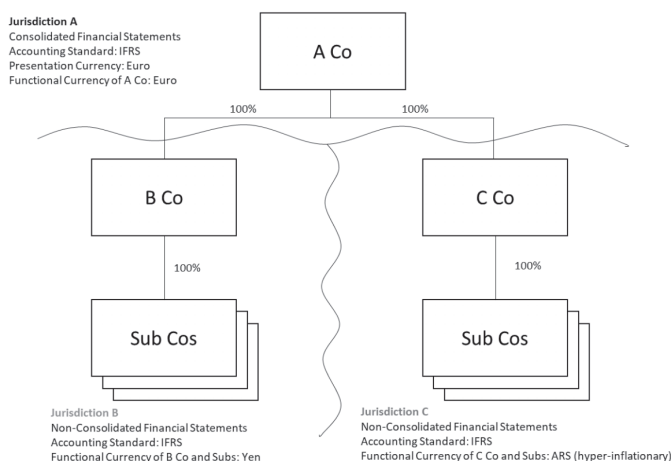 Jurisdiction A
Consolidated Financial Statements
Accounting Standard: IFRS
Presentation Currency: Euro
Functional Currency of A Co: Euro
A Co
100%
100%
B Co
C Co
100%
100%
Sub Cos
Sub Cos
Jurisdiction B
Non-Consolidated Financial Statements
Accounting Standard: IFRS
Functional Currency of B Co and Subs: Yen
Jurisdiction C
Non-Consolidated Financial Statements
Accounting Standard: IFRS
Functional Currency of C Co and Subs: ARS (hyper-inflationary)